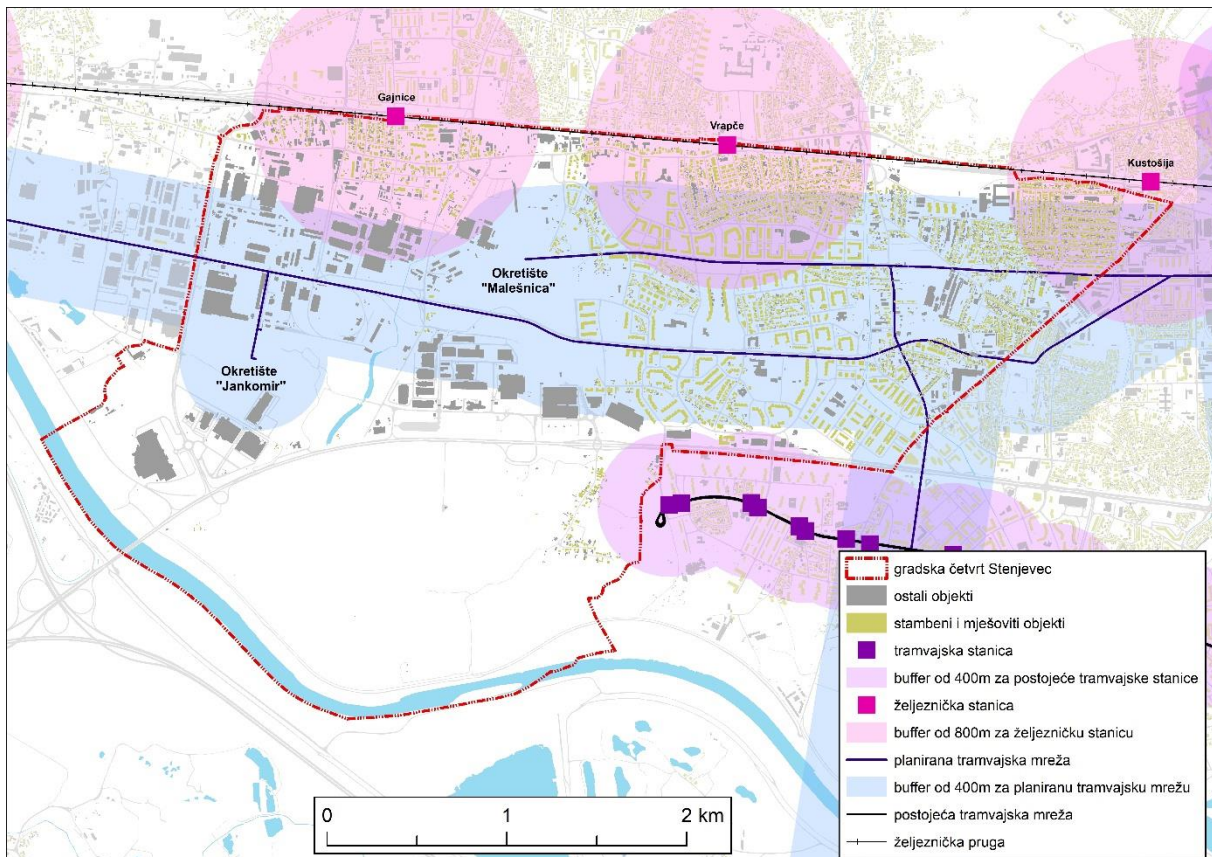 Gajnice
Vrapče
Kustošija
Okretište
"Malešnica"
Okretište
"Jankomir"
gradska četvrt Stenjevec
ostali objekti
stambeni i mješoviti objekti
tramvajska stanica
buffer od 400m za postojeće tramvajske stanice
željeznička stanica
buffer od 800m za željezničku stanicu
planirana tramvajska mreža
buffer od 400m za planiranu tramvajsku mrežu
postojeća tramvajska mreža
željeznička pruga
0 1 2 km